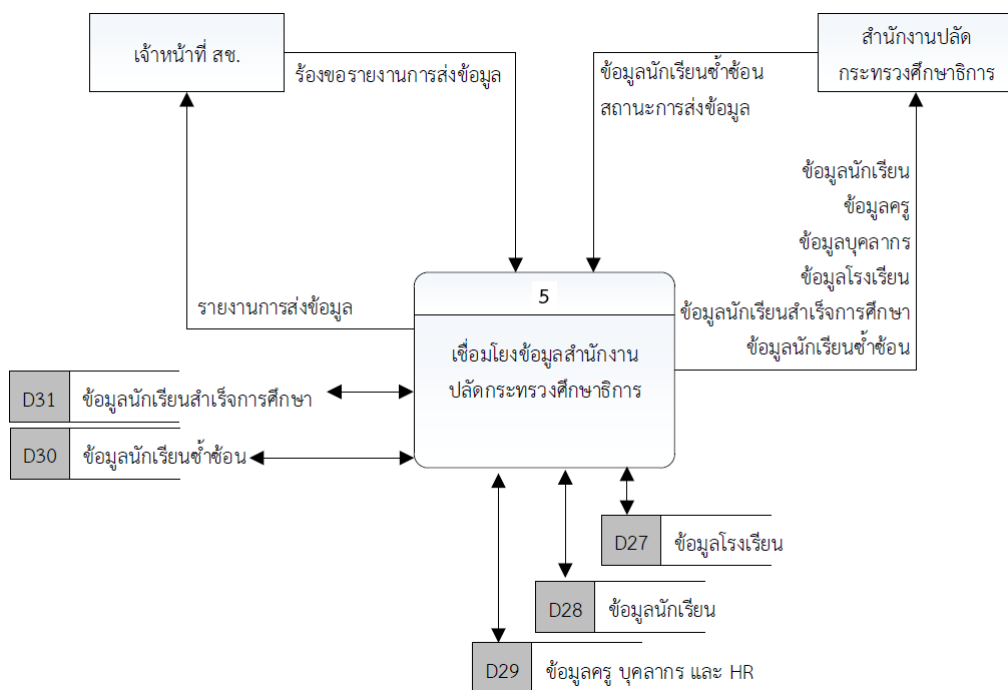 เจ้าหน้าที่ สช.
สำนักงานปลัด
กระทรวงศึกษาธิการ
ร้องขอรายงานการส่งข้อมูล
ข้อมูลนักเรียนซ้ำซ้อน
สถานะการส่งข้อมูล
ข้อมูลนักเรียน
ข้อมูลครู
ข้อมูลบุคลากร
ข้อมูลโรงเรียน
ข้อมูลนักเรียนสำเร็จการศึกษา
ข้อมูลนักเรียนซ้ำซ้อน
รายงานการส่งข้อมูล
5
เชื่อมโยงข้อมูลสำนักงาน
ปลัดกระทรวงศึกษาธิการ
D31 ข้อมูลนักเรียนสำเร็จการศึกษา
D30 ข้อมูลนักเรียนซ้ำซ้อน
D27 ข้อมูลโรงเรียน
D28 ข้อมูลนักเรียน
D29 ข้อมูลครู บุคลากร และ HR